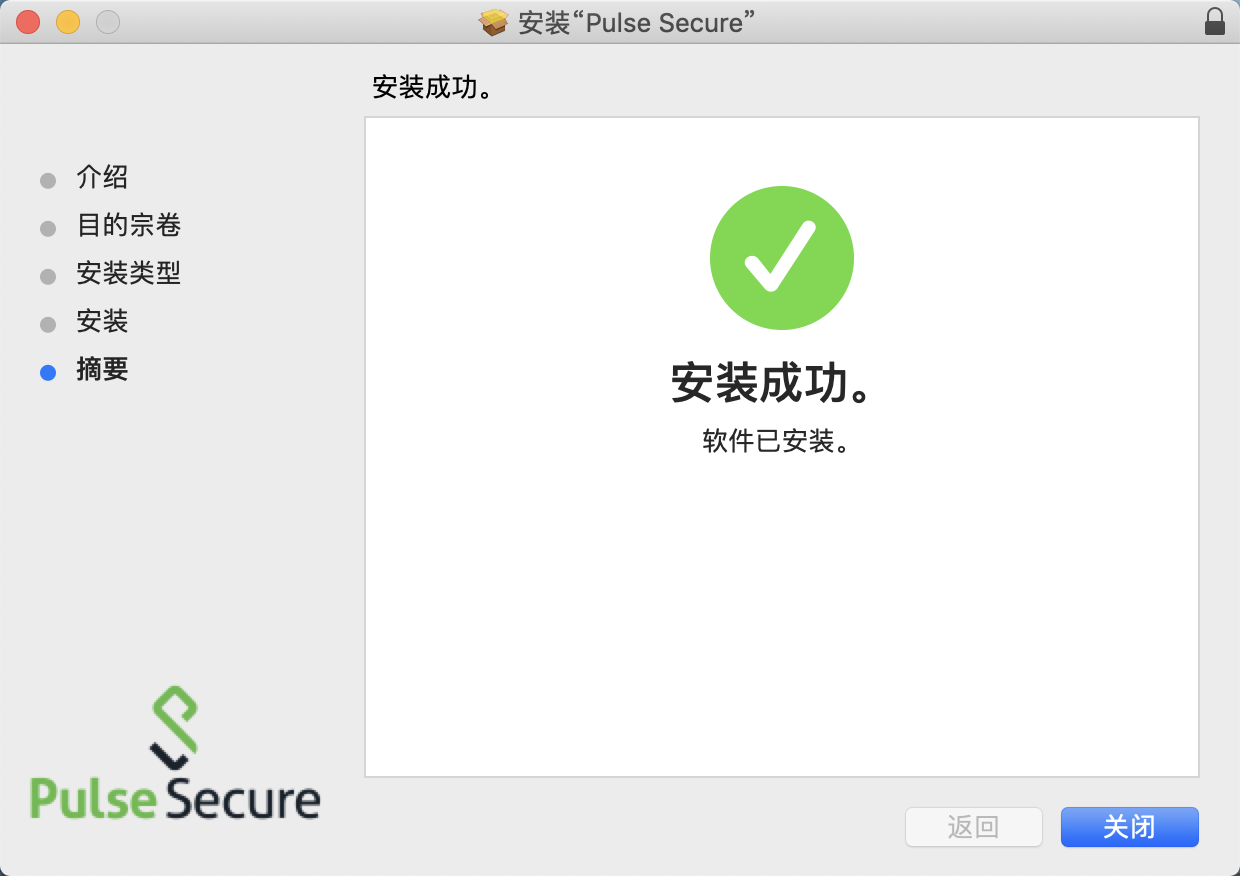 安装“Pulse Secure”
安装成功。
介绍
目的宗卷
安装类型
安装
摘要
安装成功。
软件已安装。
Pulse Secure
返回
关闭